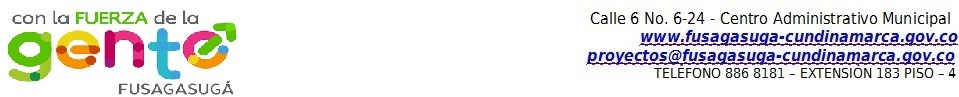 con la FUERZA de la
gente
FUSAGASUGÁ
Calle 6 No. 6-24 - Centro Administrativo Municipal
www.fusagasuga-cundinamarca.gov.co
proyectos@fusagasuga-cundinamarca.gov.co
TELEFONO 886 8181 – EXTENSIÓN 183 PISO – 4